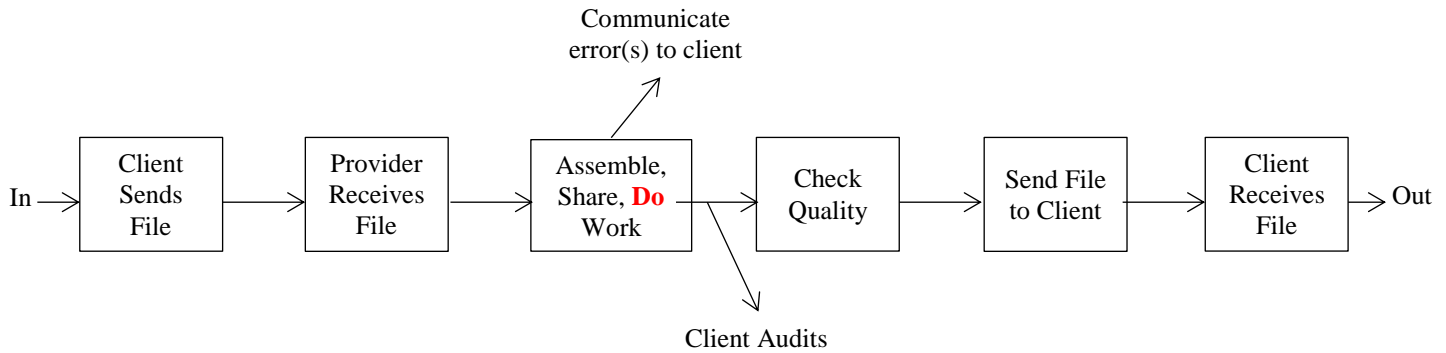 Communicate
error(s) to client
In
Client
Sends
File
Provider
Receives
File
Assemble,
Share, Do
Work
Check
Quality
Send File
to Client
Client
Receives
File
Out
Client Audits